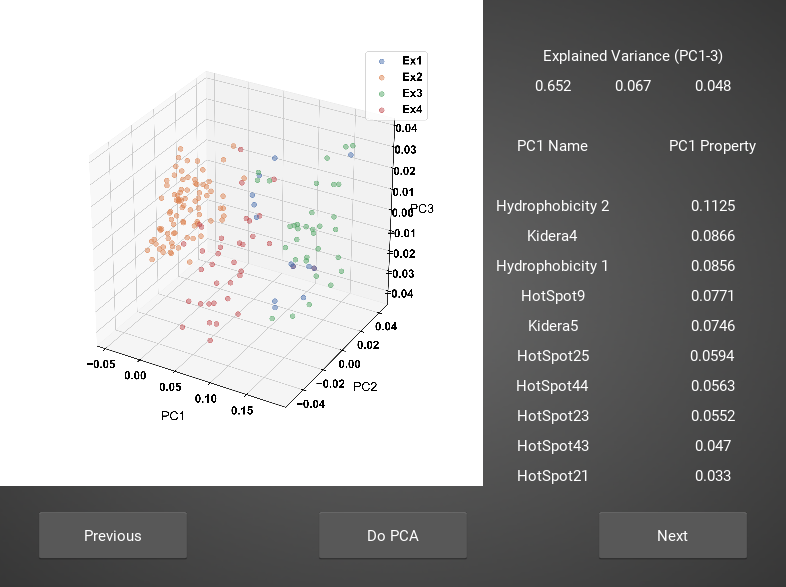 Ex1
Ex2
Ex3
Ex4
0.04
0.03
0.02
0.01
0.00
−0.01
−0.02
−0.03
−0.04
PC3
−0.05
0.00
0.05
0.10
0.15
PC1
−0.04
−0.02
0.00
0.02
0.04
PC2
Explained Variance (PC1-3)
0.652 0.067 0.048
PC1 Name PC1 Property
Hydrophobicity 2 0.1125
Kidera4 0.0866
Hydrophobicity 1 0.0856
HotSpot9 0.0771
Kidera5 0.0746
HotSpot25 0.0594
HotSpot44 0.0563
HotSpot23 0.0552
HotSpot43 0.047
HotSpot21 0.033
Previous Do PCA Next